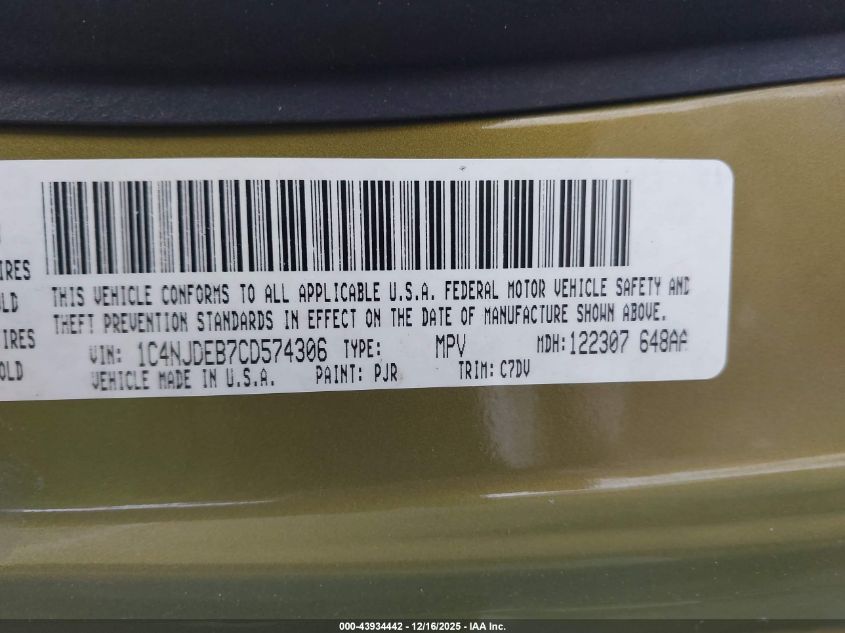 IRES
OLD
IRES
OLD
THIS VEHICLE CONFORMS TO ALL APPLICABLE U.S.A. FEDERAL MOTOR VEHICLE SAFETY AND
THEFT PREVENTION STANDARDS IN EFFECT ON THE DATE OF MANUFACTURE SHOWN ABOVE.
VIN: 1C4NJDEB7CD574306 TYPE: MPV MDH:122307 648AA
VEHICLE MADE IN U.S.A. PAINT: PJR TRIM: C7DV
000-43934442 - 12/16/2025 - IAA Inc.